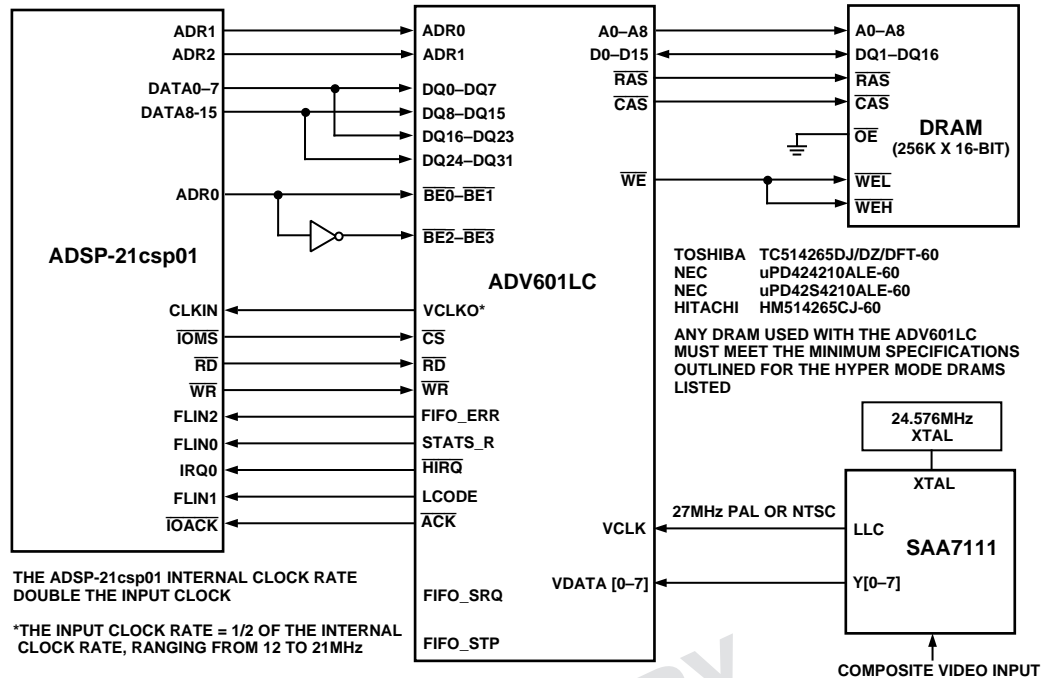 ADSP-21csp01
ADR1
ADR2
DATA0–7
DATA8-15
ADR0
CLKIN
IOMS
RD
WR
FLIN2
FLIN0
IRQ0
FLIN1
IOACK
ADV601LC
ADR0
ADR1
DQ0–DQ7
DQ8–DQ15
DQ16–DQ23
DQ24–DQ31
BE0–BE1
BE2–BE3
VCLKO*
CS
RD
WR
FIFO_ERR
STATS_R
HIRQ
LCODE
ACK
FIFO_SRQ
FIFO_STP
A0–A8
D0–D15
RAS
CAS
WE
VCLK
VDATA [0–7]
A0–A8
DQ1–DQ16
RAS
CAS
OE
DRAM
(256K X 16-BIT)
WEL
WEH
TOSHIBA TC514265DJ/DZ/DFT-60
NEC uPD424210ALE-60
NEC uPD42S4210ALE-60
HITACHI HM514265CJ-60
ANY DRAM USED WITH THE ADV601LC
MUST MEET THE MINIMUM SPECIFICATIONS
OUTLINED FOR THE HYPER MODE DRAMS
LISTED
24.576MHz
XTAL
XTAL
27MHz PAL OR NTSC
LLC
SAA7111
Y[0–7]
COMPOSITE VIDEO INPUT
THE ADSP-21csp01 INTERNAL CLOCK RATE
DOUBLE THE INPUT CLOCK
*THE INPUT CLOCK RATE = 1/2 OF THE INTERNAL
CLOCK RATE, RANGING FROM 12 TO 21MHz